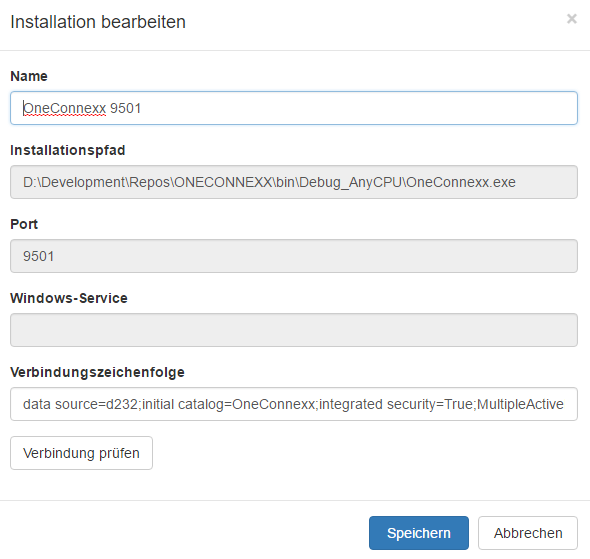 Installation bearbeiten
×
Name
OneConnexx 9501
Installationspfad
D:\Development\Repos\ONECONNEXX\bin\Debug_AnyCPU\OneConnexx.exe
Port
9501
Windows-Service
Verbindungszeichenfolge
data source=d232;initial catalog=OneConnexx;integrated security=True;MultipleActive
Verbindung prüfen
Speichern Abbrechen